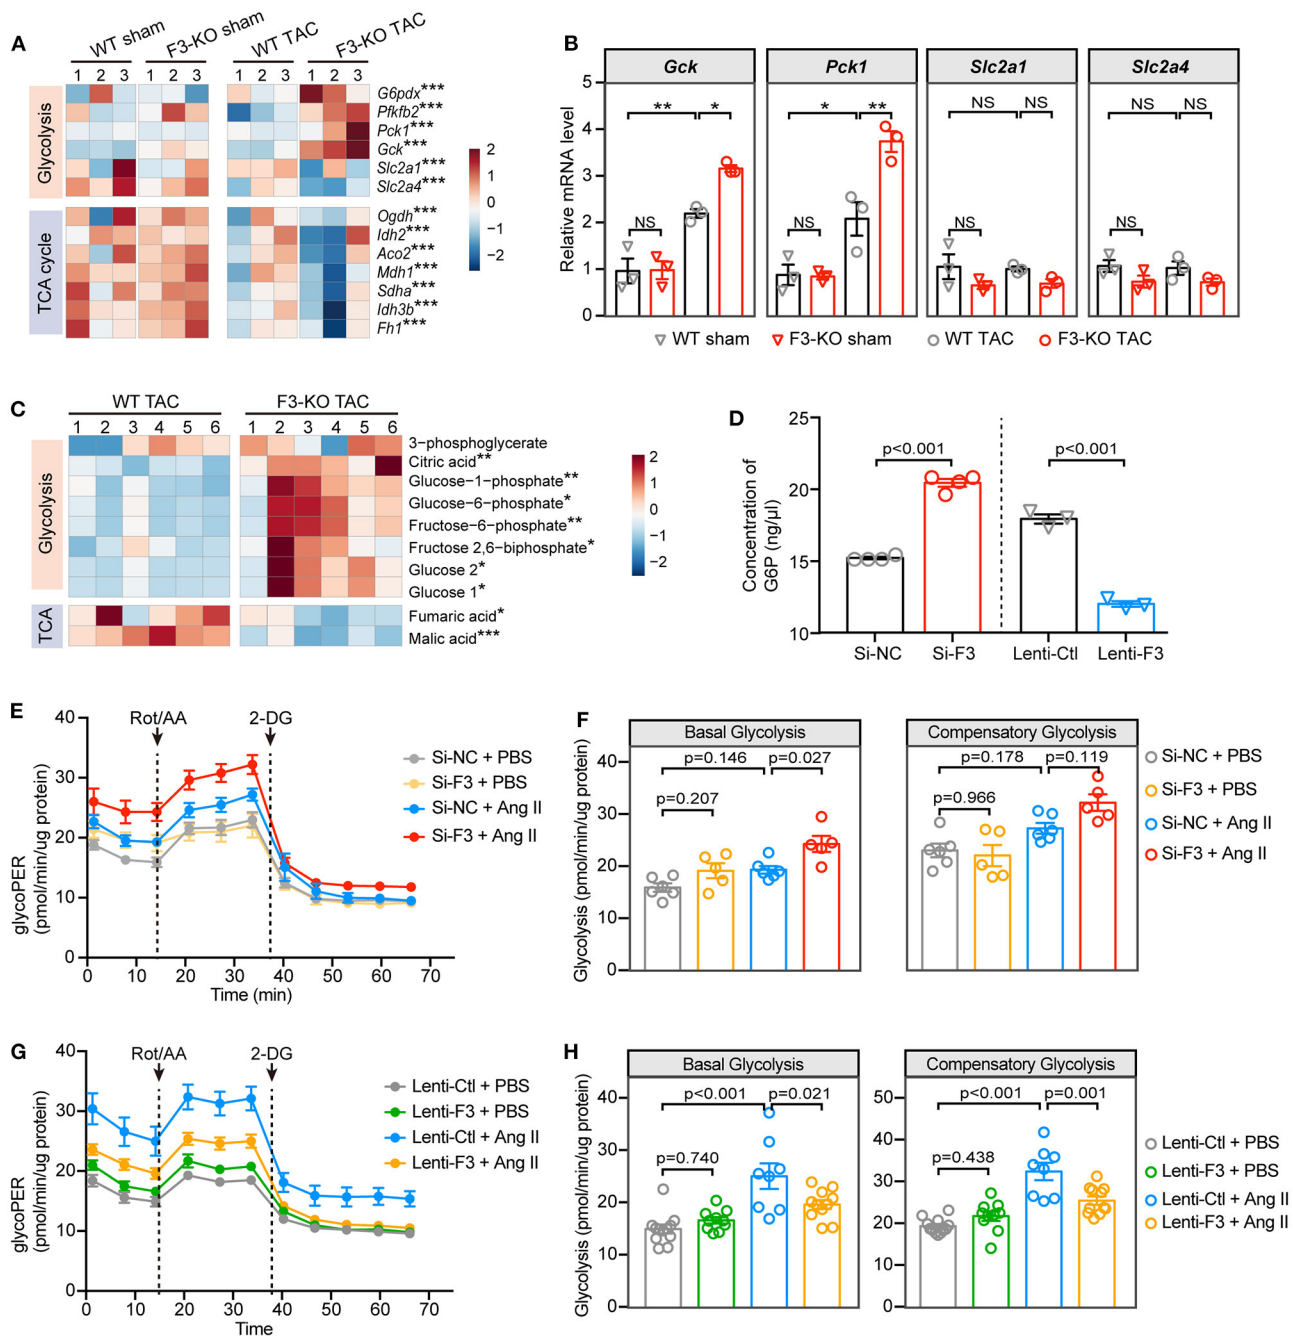 A
WT sham
F3-KO sham
WT TAC
F3-KO TAC
1 2 3 1 2 3 1 2 3 1 2 3
Glycolysis
G6pdx***
Pfkfb2***
Pck1***
Gck***
Slc2a1***
Slc2a4***
TCA cycle
Ogdh***
Idh2***
Aco2***
Mdh1***
Sdha***
Idh3b***
Fh1***
2
1
0
−1
−2
B
Gck Pck1 Slc2a1 Slc2a4
Relative mRNA level
5
4
3
2
1
0
** * * ** NS NS NS NS
NS NS NS NS
WT sham F3-KO sham WT TAC F3-KO TAC
C
WT TAC F3-KO TAC
1 2 3 4 5 6 1 2 3 4 5 6
Glycolysis
3−phosphoglycerate
Citric acid**
Glucose−1−phosphate**
Glucose−6−phosphate*
Fructose−6−phosphate**
Fructose 2,6−biphosphate*
Glucose 2*
Glucose 1*
TCA
Fumaric acid*
Malic acid***
2
1
0
−1
−2
D
Concentration of
G6P (ng/µl)
25
20
15
10
p<0.001 p<0.001
Si-NC Si-F3 Lenti-Ctl Lenti-F3
E
glycoPER
(pmol/min/ug protein)
40
30
20
10
0
Rot/AA 2-DG
0 10 20 30 40 50 60 70
Time (min)
Si-NC + PBS
Si-F3 + PBS
Si-NC + Ang II
Si-F3 + Ang II
F
Basal Glycolysis Compensatory Glycolysis
Glycolysis (pmol/min/ug protein)
40
30
20
10
0
p=0.146 p=0.027
p=0.207
p=0.178 p=0.119
p=0.966
Si-NC + PBS
Si-F3 + PBS
Si-NC + Ang II
Si-F3 + Ang II
G
glycoPER
(pmol/min/ug protein)
40
30
20
10
0
Rot/AA 2-DG
0 10 20 30 40 50 60 70
Time
Lenti-Ctl + PBS
Lenti-F3 + PBS
Lenti-Ctl + Ang II
Lenti-F3 + Ang II
H
Basal Glycolysis Compensatory Glycolysis
Glycolysis (pmol/min/ug protein)
40
30
20
10
0
p<0.001 p=0.021
p=0.740
50
40
30
20
10
0
p<0.001 p=0.001
p=0.438
Lenti-Ctl + PBS
Lenti-F3 + PBS
Lenti-Ctl + Ang II
Lenti-F3 + Ang II